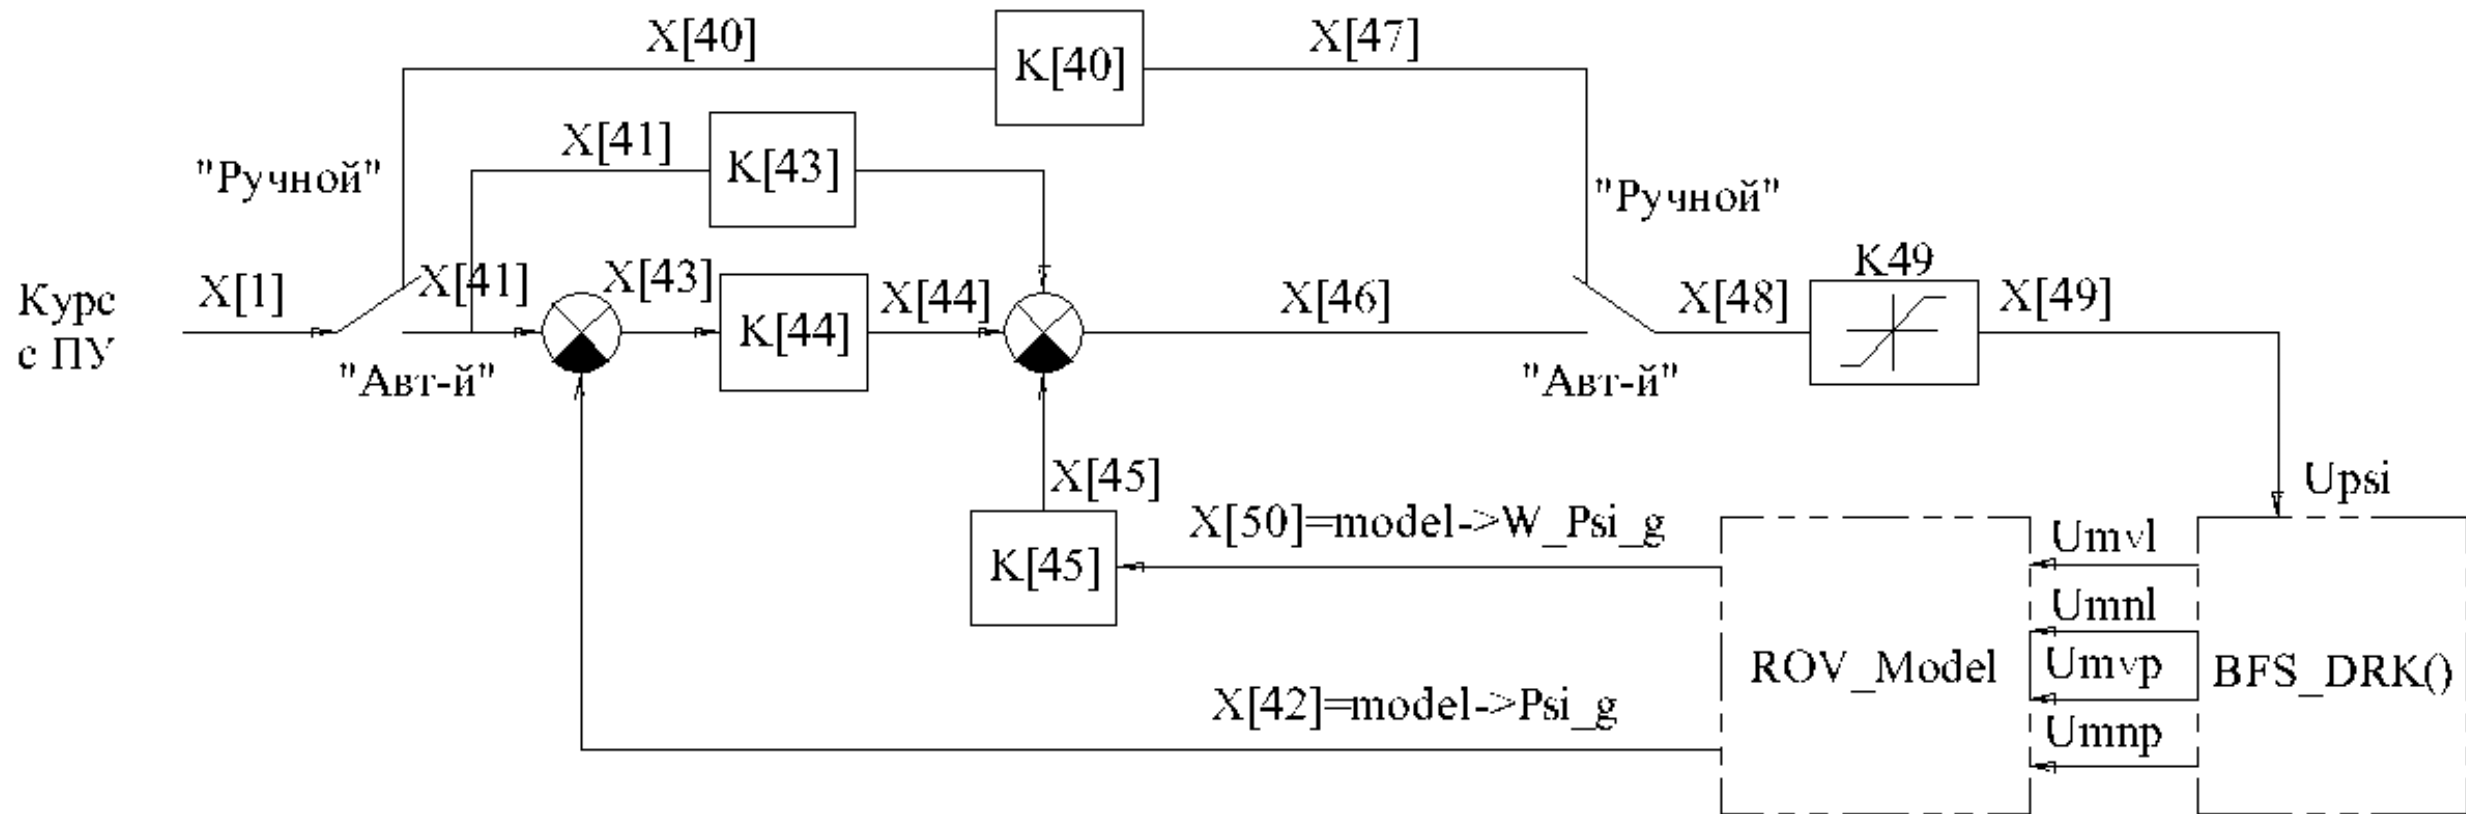 X[40]
K[40]
X[47]
X[41]
K[43]
"Ручной"
"Ручной"
Курс
с ПУ
X[1]
X[41]
X[43]
K[44]
X[44]
X[46]
X[48]
K49
X[49]
"Авт-й"
"Авт-й"
X[45]
K[45]
X[50]=model->W_Psi_g
X[42]=model->Psi_g
Upsi
Umvl
Umnl
Umvp
Umnp
ROV_Model
BFS_DRK()